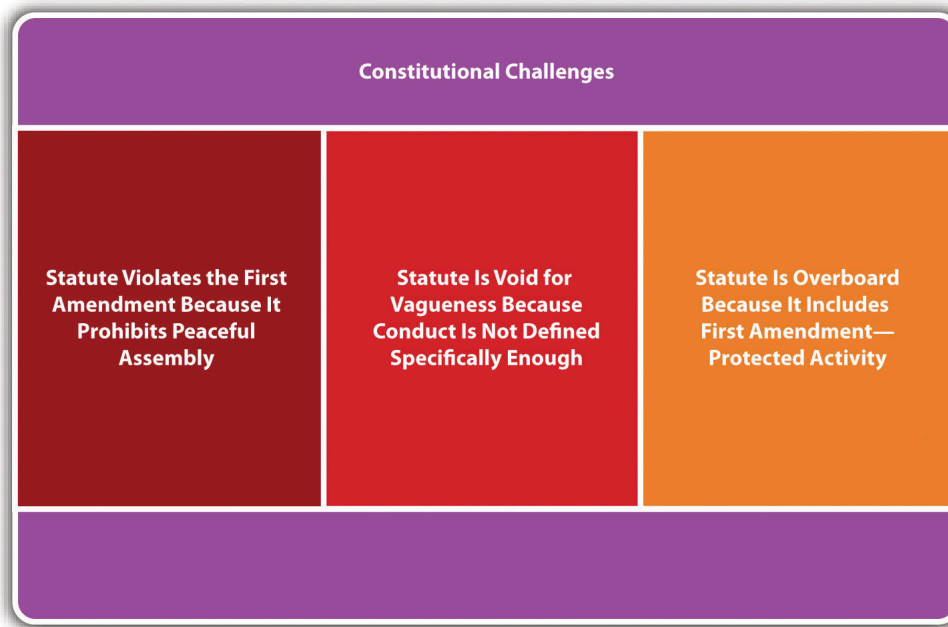 Constitutional Challenges
Statute Violates the First
Amendment Because It
Prohibits Peaceful
Assembly
Statute Is Void for
Vagueness Because
Conduct Is Not Defined
Specifically Enough
Statute Is Overboard
Because It Includes
First Amendment—
Protected Activity